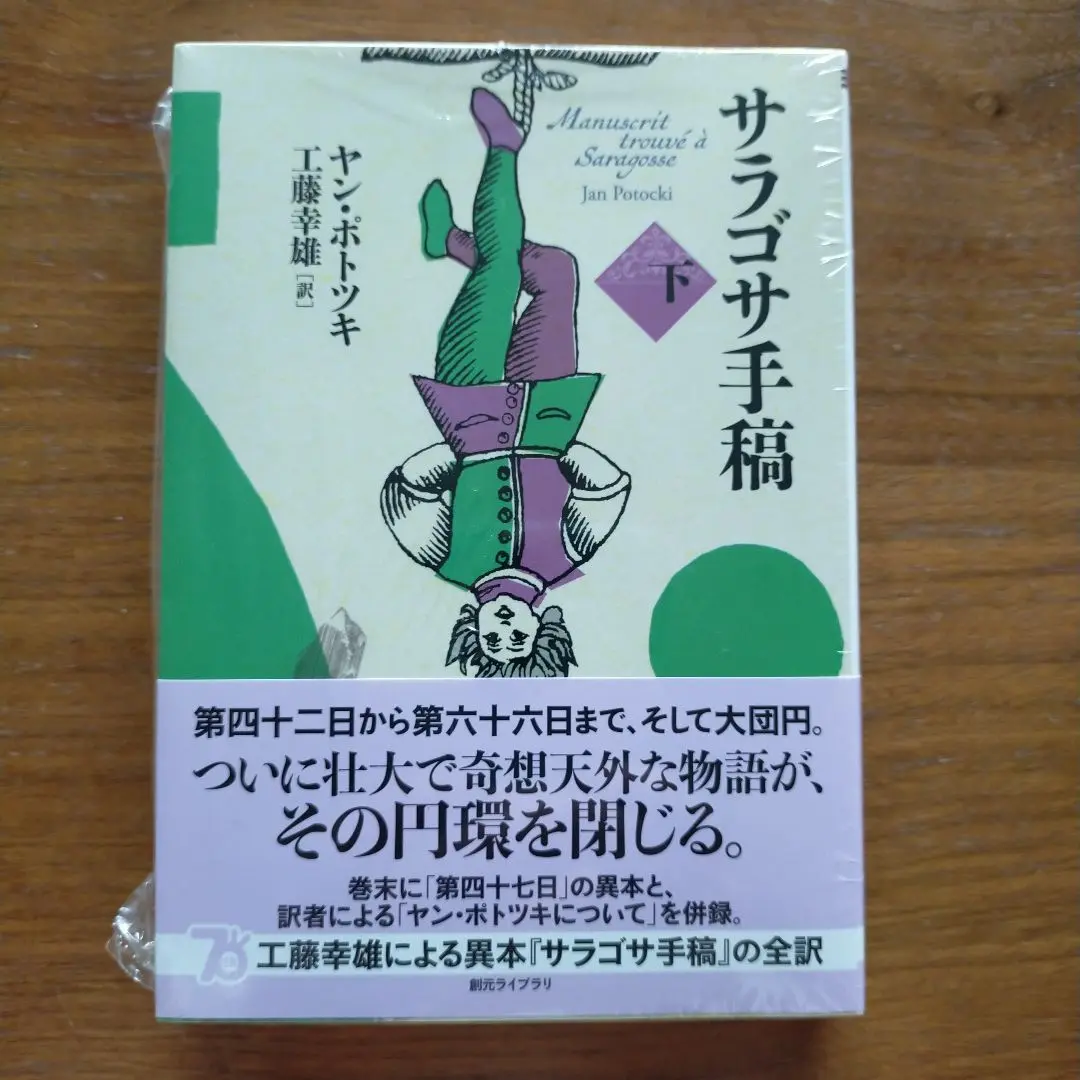 サラゴサ手稿
Manuscrit
trouvé à
Saragosse
Jan Potocki
下
ヤン・ポトツキ
工藤幸雄［訳］
第四十二日から第六十六日まで、そして大団円。
ついに壮大で奇想天外な物語が、
その円環を閉じる。
巻末に「第四十七日」の異本と、
訳者による「ヤン・ポトツキについて」を併録。
工藤幸雄による異本『サラゴサ手稿』の全訳
創元ライブラリ